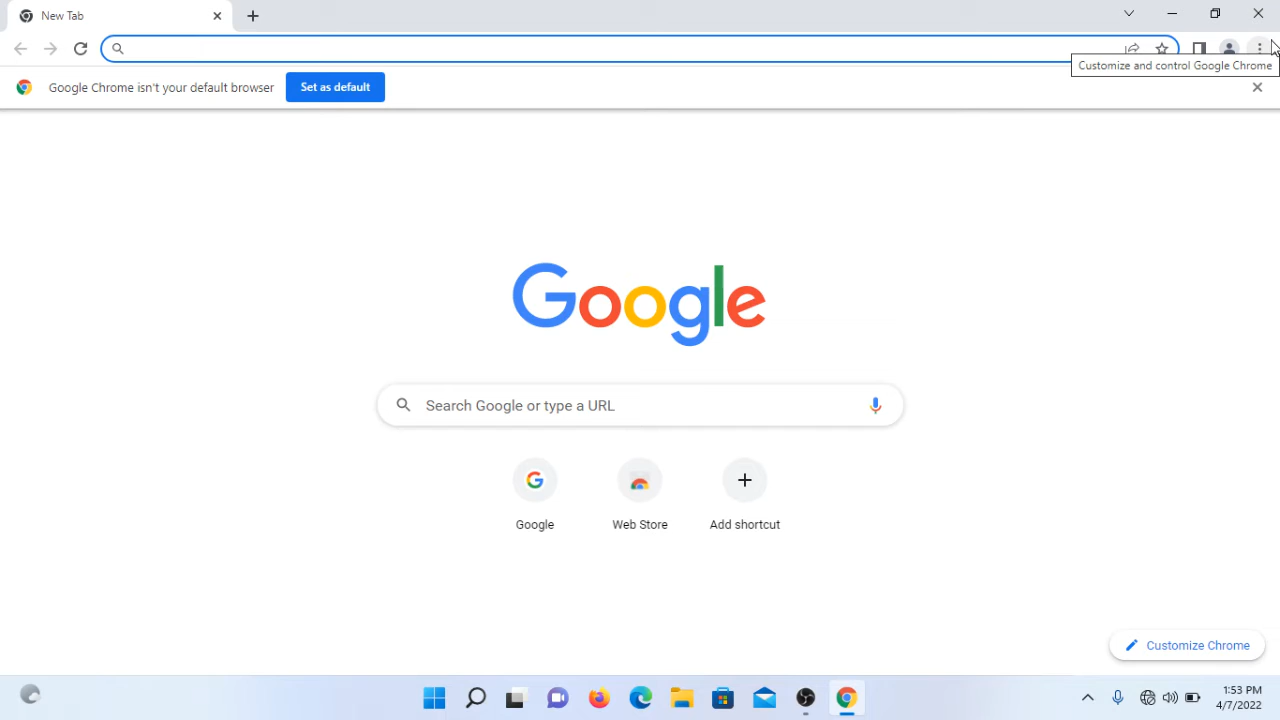 New Tab
Customize and control Google Chrome
Google Chrome isn't your default browser
Set as default
Google
Search Google or type a URL
Google
Web Store
Add shortcut
Customize Chrome
1:53 PM
4/7/2022